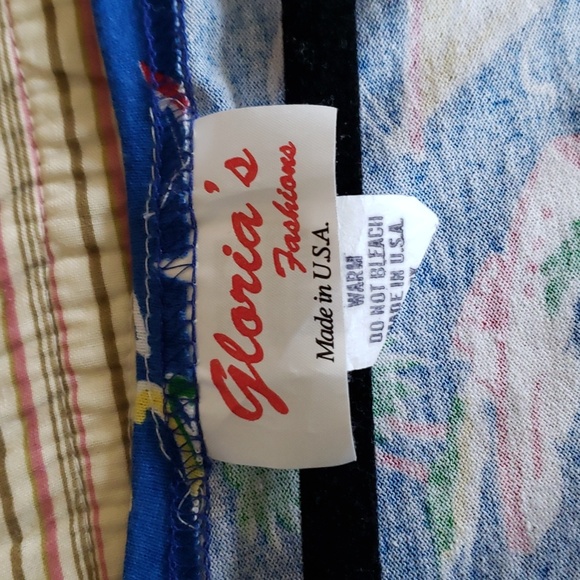 Gloria's
Fashions
Made in U.S.A.
WARM
DO NOT BLEACH
MADE IN U.S.A.